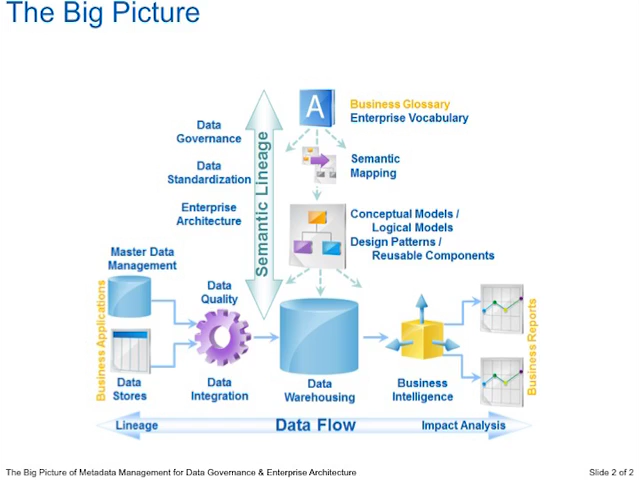 The Big Picture
A
Business Glossary
Enterprise Vocabulary
Data
Governance
Data
Standardization
Enterprise
Architecture
Semantic Lineage
Semantic
Mapping
Conceptual Models /
Logical Models
Design Patterns /
Reusable Components
Master Data
Management
Business Applications
Data
Stores
Data
Quality
Data
Integration
Data
Warehousing
Business
Intelligence
Business Reports
Lineage
Data Flow
Impact Analysis
The Big Picture of Metadata Management for Data Governance & Enterprise Architecture
Slide 2 of 2